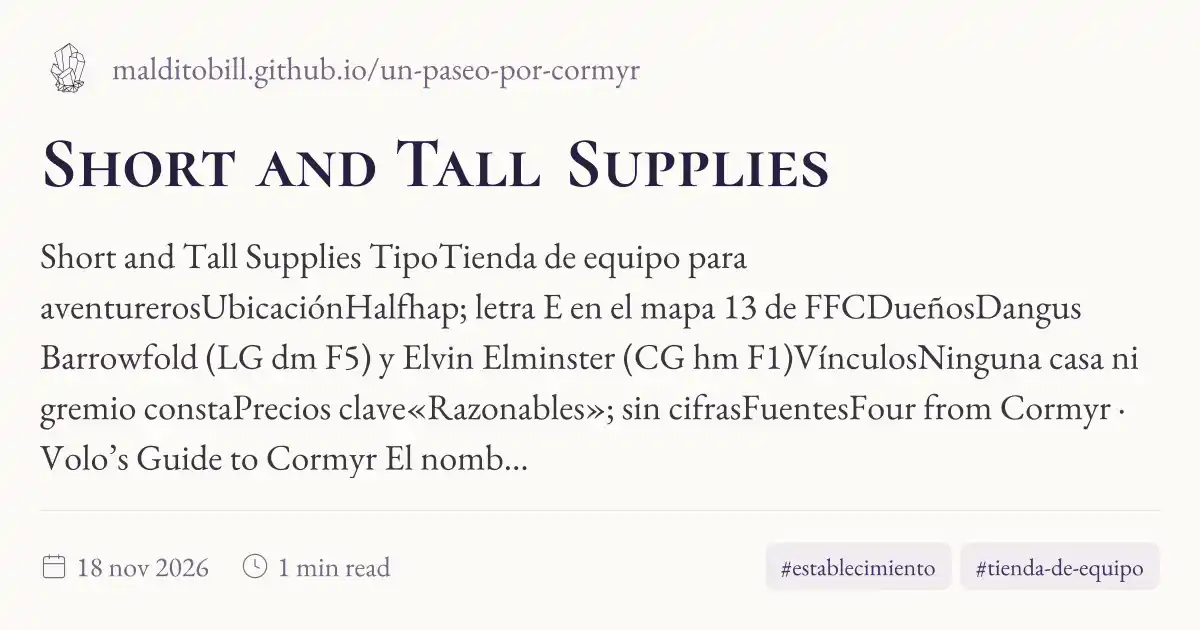 malditobill.github.io/un-paseo-por-cormyr
Short and Tall Supplies
Short and Tall Supplies TipoTienda de equipo para
aventurerosUbicaciónHalfhap; letra E en el mapa 13 de FFCDueñosDangus
Barrowfold (LG dm F5) y Elvin Elminster (CG hm F1)VínculosNinguna casa ni
gremio constaPrecios clave«Razonables»; sin cifrasFuentesFour from Cormyr ·
Volo’s Guide to Cormyr El nomb...
18 nov 2026 1 min read #establecimiento #tienda-de-equipo